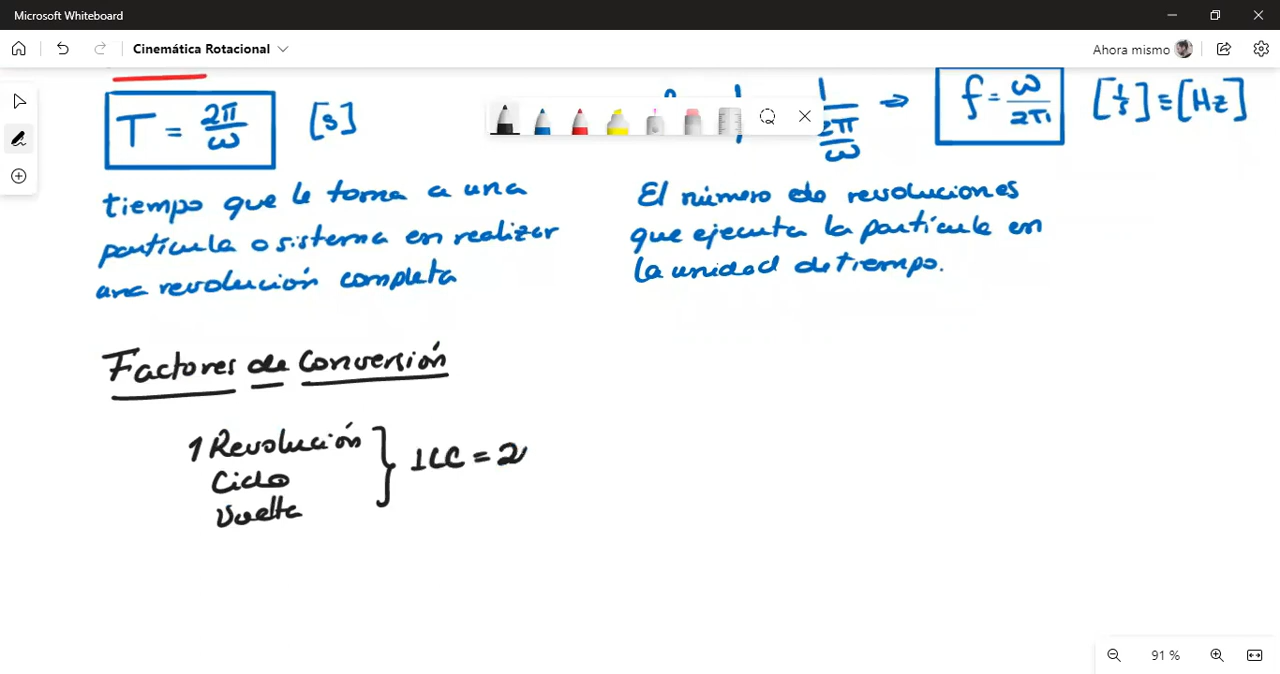 Microsoft Whiteboard
Cinemática Rotacional
Ahora mismo
T = 2π/ω [s]
1/(2π/ω) ⇒ f = ω/2π [1/s] ≡ [Hz]
tiempo que le toma a una
partícula o sistema en realizar
una revolución completa
El número de revoluciones
que ejecuta la partícula en
la unidad de tiempo.
Factores de Conversión
1 Revolución
Ciclo
Vuelta
} 1CC = 2
91 %